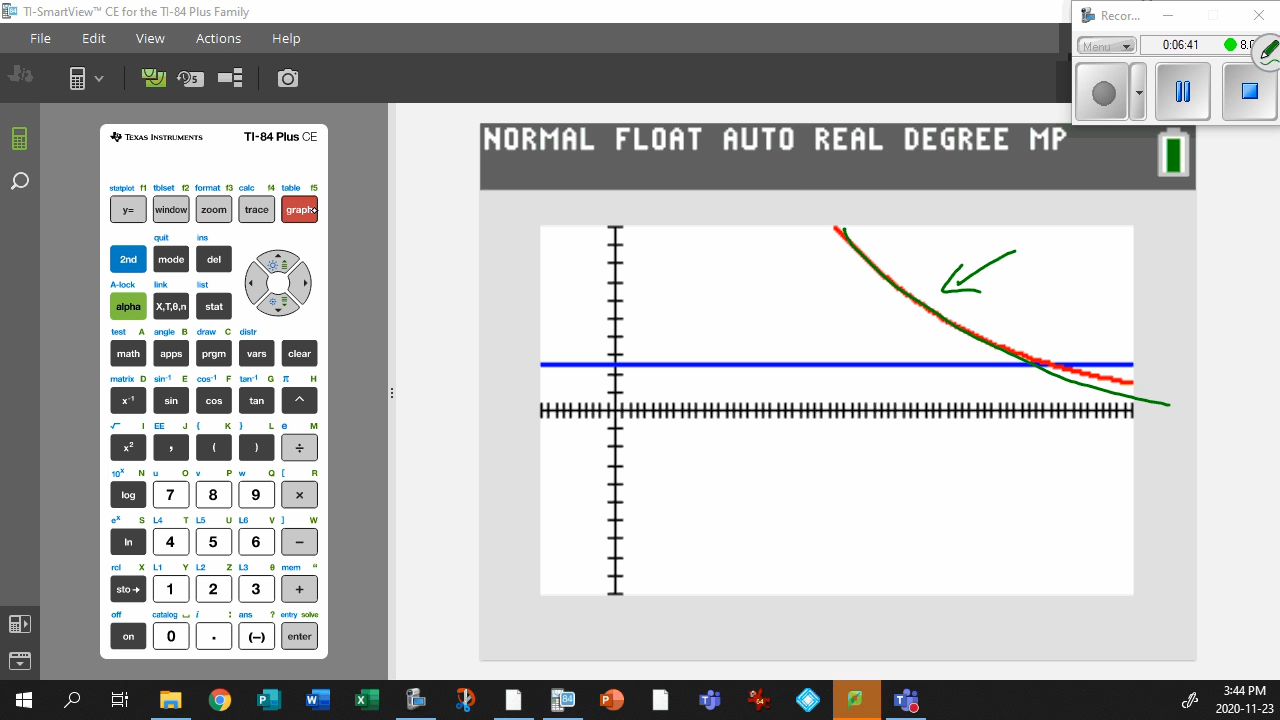 TI-SmartView™ CE for the TI-84 Plus Family
Recor...
File Edit View Actions Help
Menu 0:06:41 8.0
TEXAS INSTRUMENTS TI-84 Plus CE
NORMAL FLOAT AUTO REAL DEGREE MP
statplot f1 tblset f2 format f3 calc f4 table f5
y= window zoom trace graph
quit ins
2nd mode del
A-lock link list
alpha X,T,θ,n stat
test A angle B draw C distr
math apps prgm vars clear
matrix D sin⁻¹ E cos⁻¹ F tan⁻¹ G π H
x⁻¹ sin cos tan ^
√ I EE J { K } L e M
x² , ( ) ÷
10ˣ N u O v P w Q [ R
log 7 8 9 ×
eˣ S L4 T L5 U L6 V ] W
ln 4 5 6 −
rcl X L1 Y L2 Z L3 θ mem “
sto→ 1 2 3 +
off catalog ⎵ i : ans ? entry solve
on 0 . (–) enter
84
3:44 PM
2020-11-23